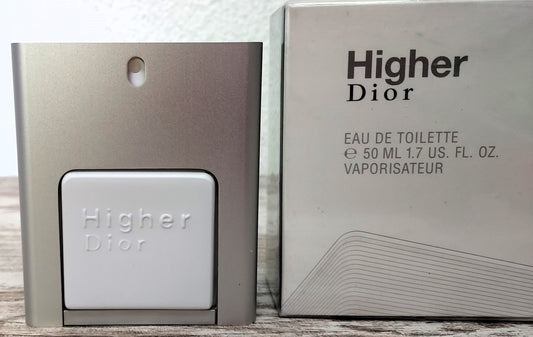 Higher
Dior
Higher
Dior
EAU DE TOILETTE
℮ 50 ML 1.7 US. FL. OZ.
VAPORISATEUR